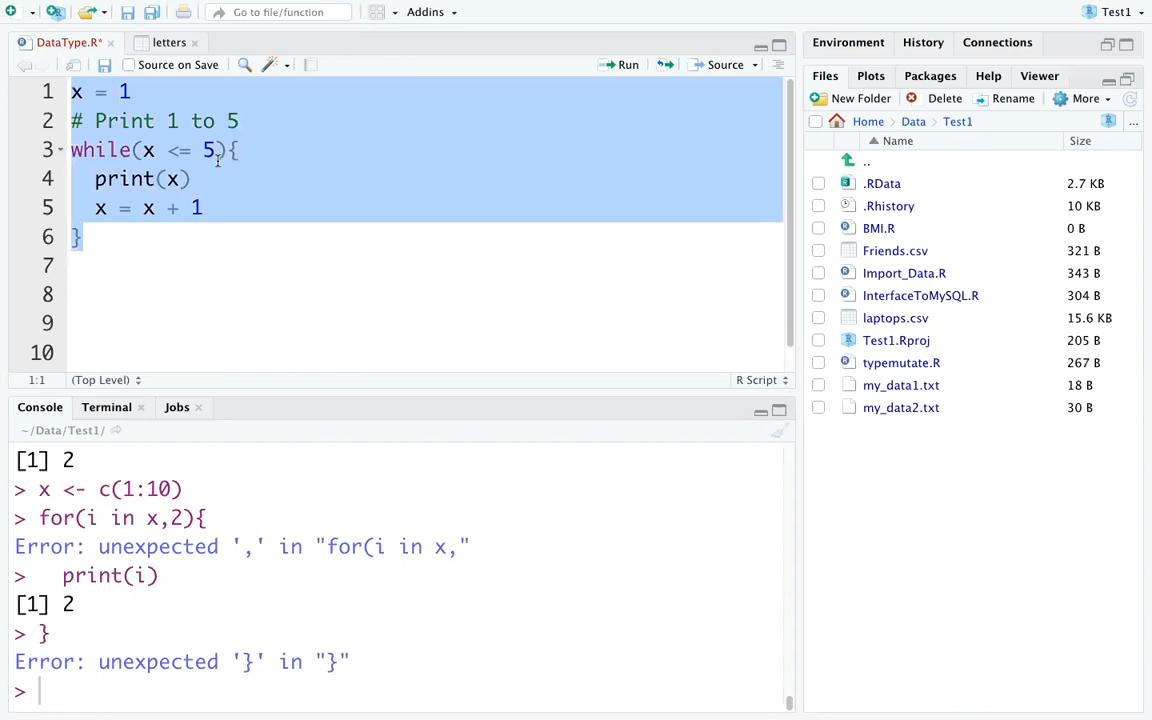 Go to file/function
Addins
Test1
DataType.R*
letters
Source on Save
Run
Source
1 x = 1
2 # Print 1 to 5
3 while(x <= 5){
4 print(x)
5 x = x + 1
6 }
7
8
9
10
1:1
(Top Level)
R Script
Console
Terminal
Jobs
~/Data/Test1/
[1] 2
> x <- c(1:10)
> for(i in x,2){
Error: unexpected ',' in "for(i in x,"
> print(i)
[1] 2
> }
Error: unexpected '}' in "}"
>
Environment
History
Connections
Files
Plots
Packages
Help
Viewer
New Folder
Delete
Rename
More
Home
Data
Test1
...
Name
Size
..
.RData 2.7 KB
.Rhistory 10 KB
BMI.R 0 B
Friends.csv 321 B
Import_Data.R 343 B
InterfaceToMySQL.R 304 B
laptops.csv 15.6 KB
Test1.Rproj 205 B
typemutate.R 267 B
my_data1.txt 18 B
my_data2.txt 30 B